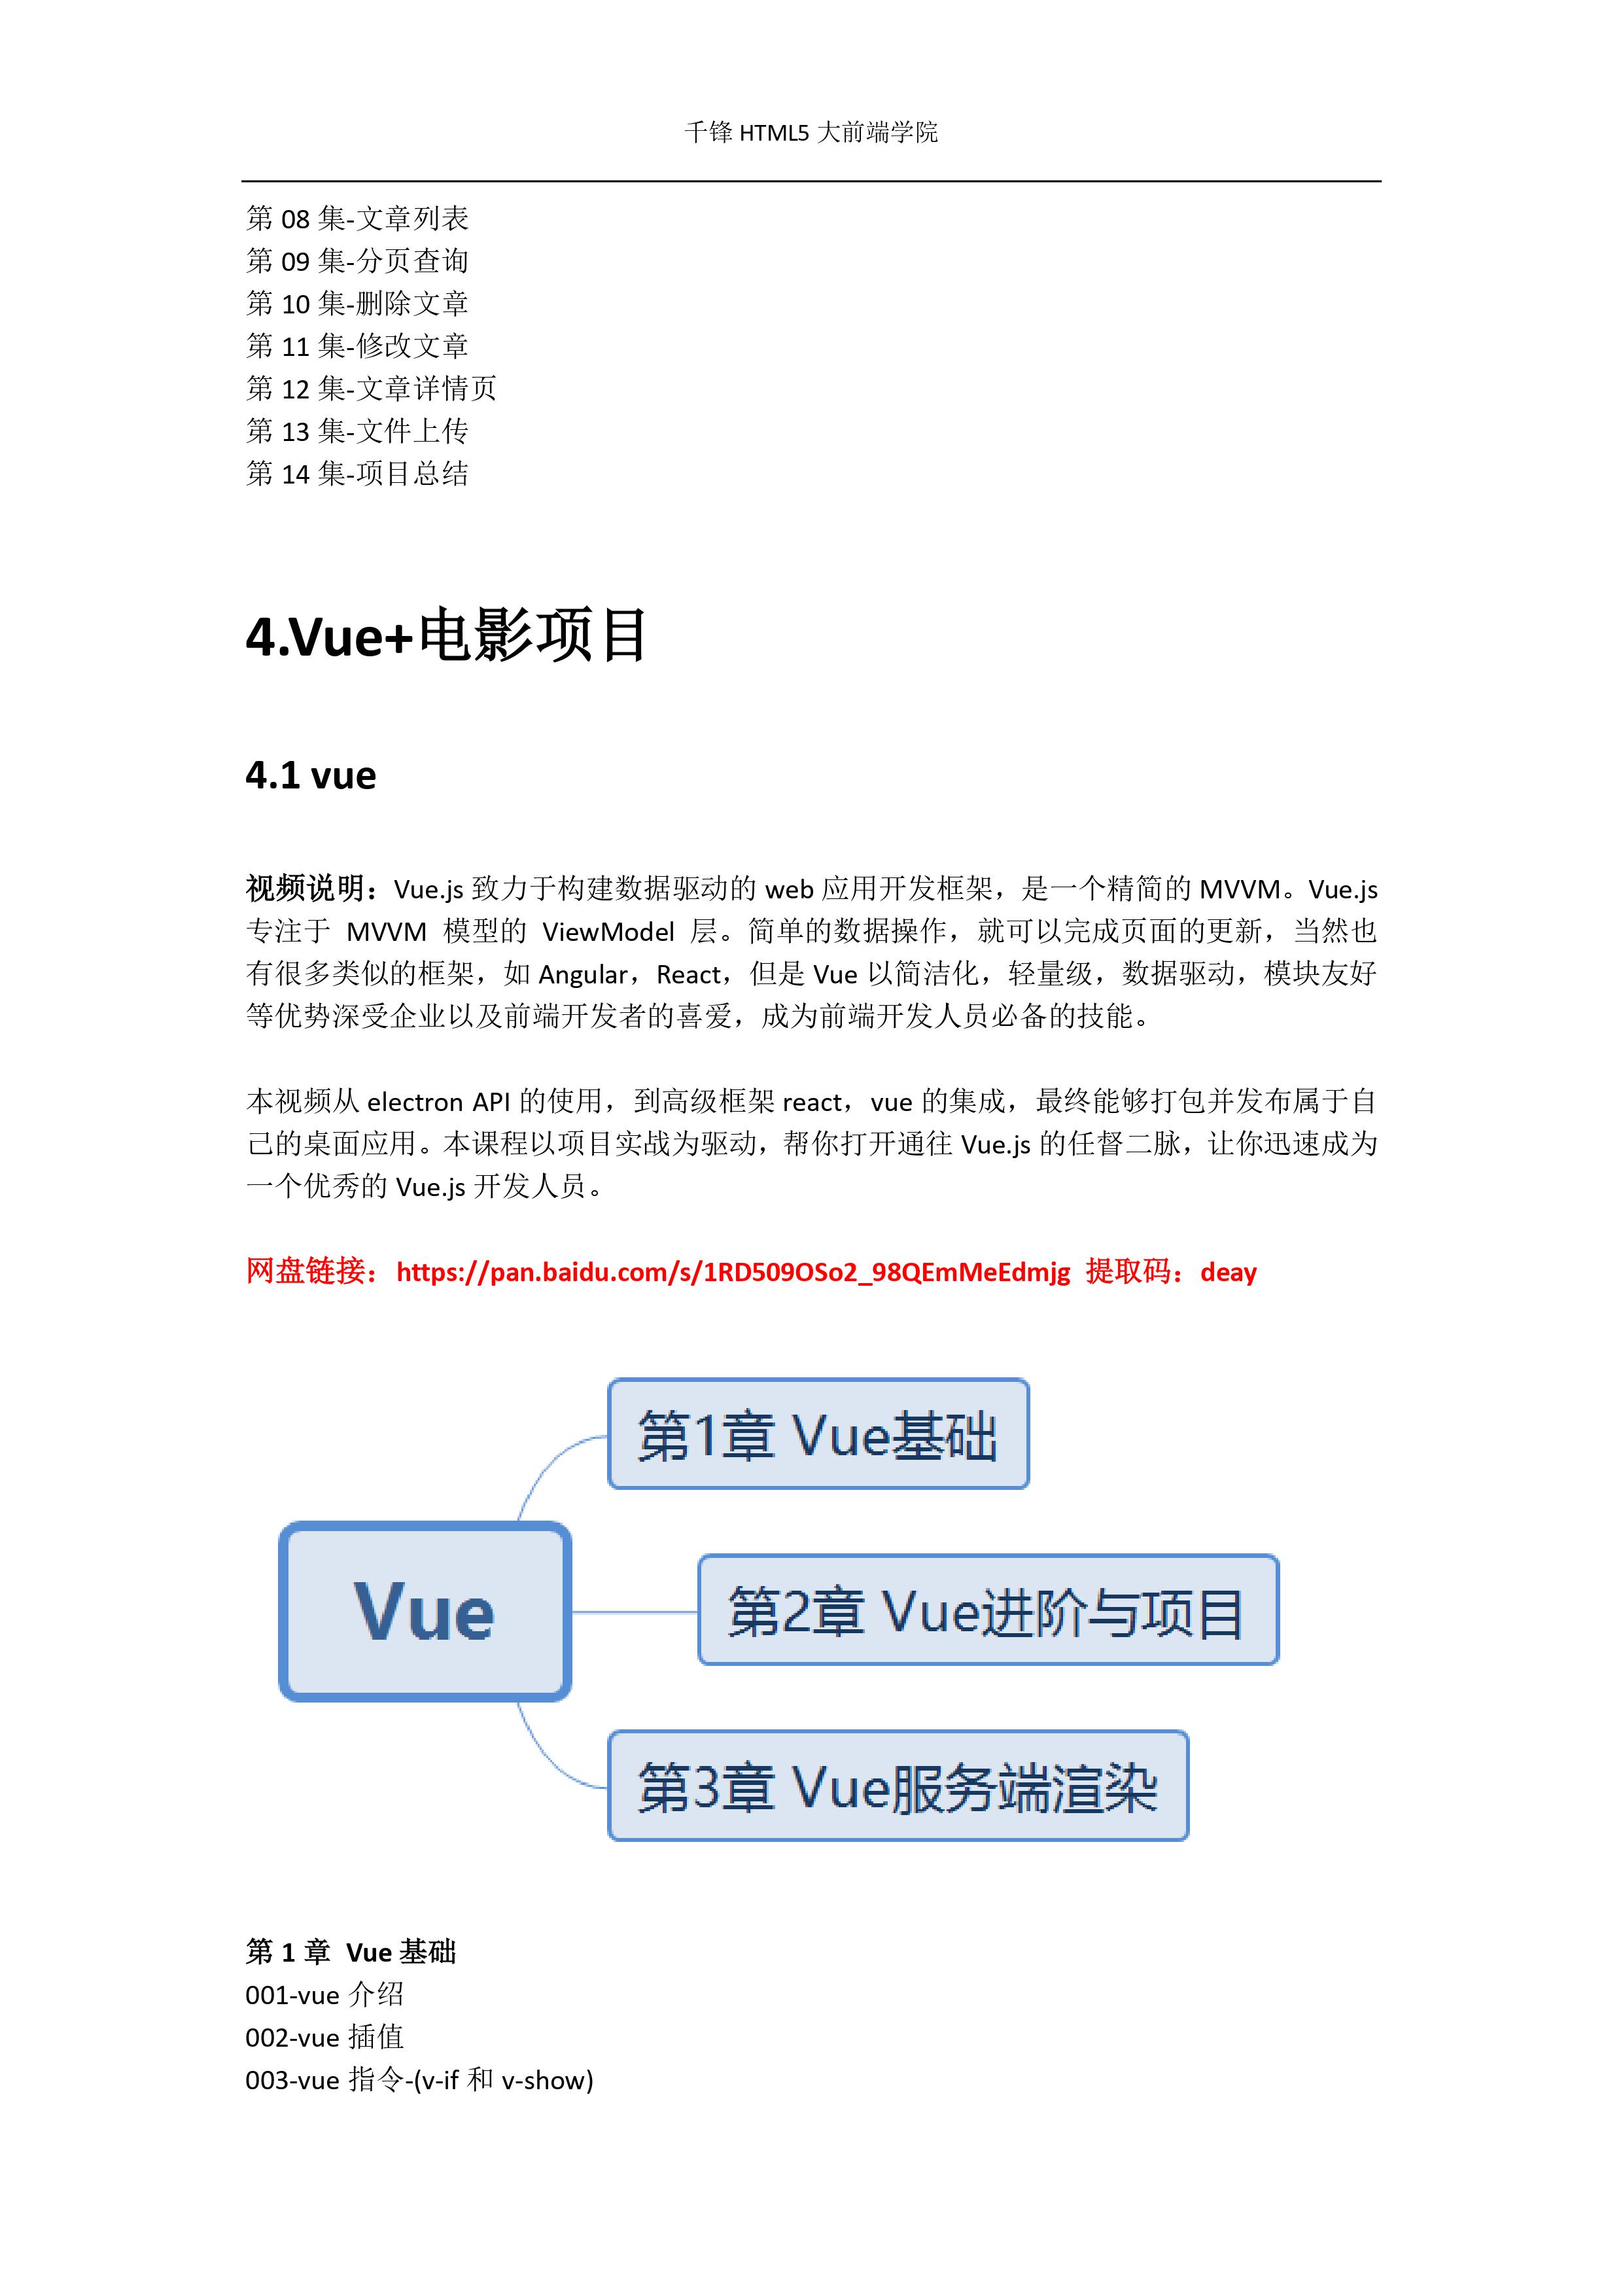 千锋 HTML5 大前端学院
第 08 集-文章列表
第 09 集-分页查询
第 10 集-删除文章
第 11 集-修改文章
第 12 集-文章详情页
第 13 集-文件上传
第 14 集-项目总结
4.Vue+电影项目
4.1 vue
视频说明：Vue.js 致力于构建数据驱动的 web 应用开发框架，是一个精简的 MVVM。Vue.js
专注于 MVVM 模型的 ViewModel 层。简单的数据操作，就可以完成页面的更新，当然也
有很多类似的框架，如 Angular，React，但是 Vue 以简洁化，轻量级，数据驱动，模块友好
等优势深受企业以及前端开发者的喜爱，成为前端开发人员必备的技能。
本视频从 electron API 的使用，到高级框架 react，vue 的集成，最终能够打包并发布属于自
己的桌面应用。本课程以项目实战为驱动，帮你打开通往 Vue.js 的任督二脉，让你迅速成为
一个优秀的 Vue.js 开发人员。
网盘链接：https://pan.baidu.com/s/1RD509OSo2_98QEmMeEdmjg 提取码：deay
第1章 Vue基础
Vue
第2章 Vue进阶与项目
第3章 Vue服务端渲染
第 1 章 Vue 基础
001-vue 介绍
002-vue 插值
003-vue 指令-(v-if 和 v-show)